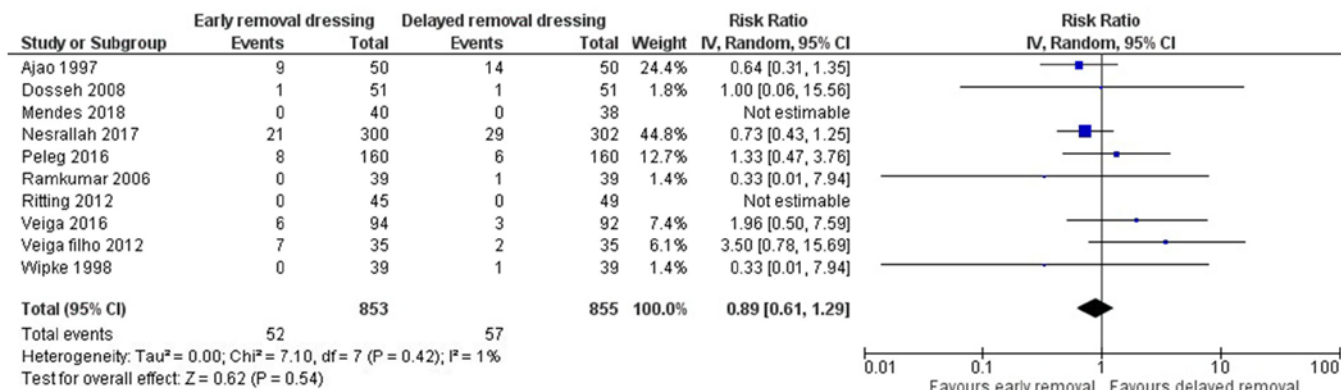 Early removal dressing Delayed removal dressing Risk Ratio Risk Ratio
Study or Subgroup Events Total Events Total Weight IV, Random, 95% CI IV, Random, 95% CI
Ajao 1997 9 50 14 50 24.4% 0.64 [0.31, 1.35]
Dosseh 2008 1 51 1 51 1.8% 1.00 [0.06, 15.56]
Mendes 2018 0 40 0 38 Not estimable
Nesrallah 2017 21 300 29 302 44.8% 0.73 [0.43, 1.25]
Peleg 2016 8 160 6 160 12.7% 1.33 [0.47, 3.76]
Ramkumar 2006 0 39 1 39 1.4% 0.33 [0.01, 7.94]
Ritting 2012 0 45 0 49 Not estimable
Veiga 2016 6 94 3 92 7.4% 1.96 [0.50, 7.59]
Veiga filho 2012 7 35 2 35 6.1% 3.50 [0.78, 15.69]
Wipke 1998 0 39 1 39 1.4% 0.33 [0.01, 7.94]
Total (95% CI) 853 855 100.0% 0.89 [0.61, 1.29]
Total events 52 57
Heterogeneity: Tau² = 0.00; Chi² = 7.10, df = 7 (P = 0.42); I² = 1%
Test for overall effect: Z = 0.62 (P = 0.54)
0.01 0.1 1 10 100
Favours early removal Favours delayed removal